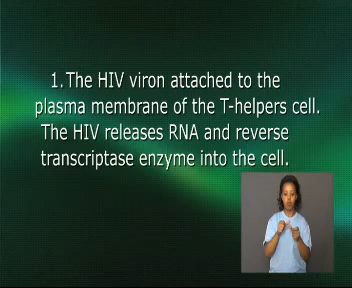 1. The HIV viron attached to the
plasma membrane of the T-helpers cell.
The HIV releases RNA and reverse
transcriptase enzyme into the cell.